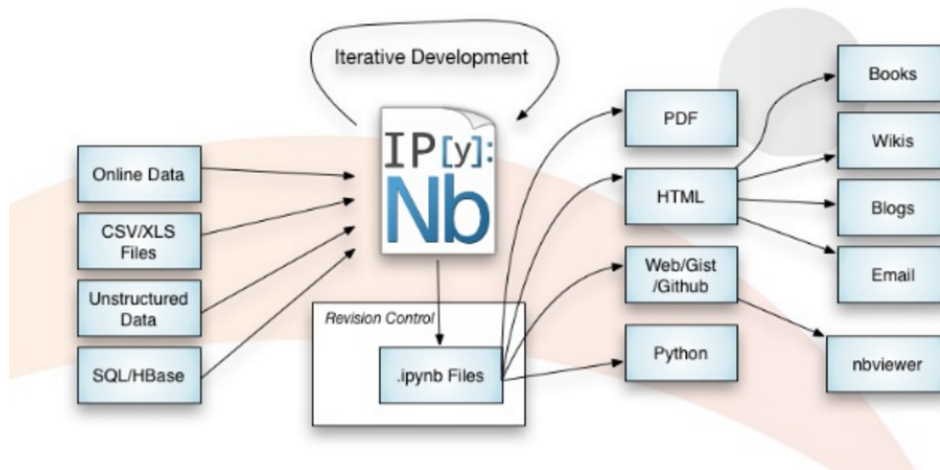 Iterative Development
IP[y]:
Nb
Online Data
CSV/XLS
Files
Unstructured
Data
SQL/HBase
Revision Control
.ipynb Files
PDF
HTML
Web/Gist
/Github
Python
Books
Wikis
Blogs
Email
nbviewer